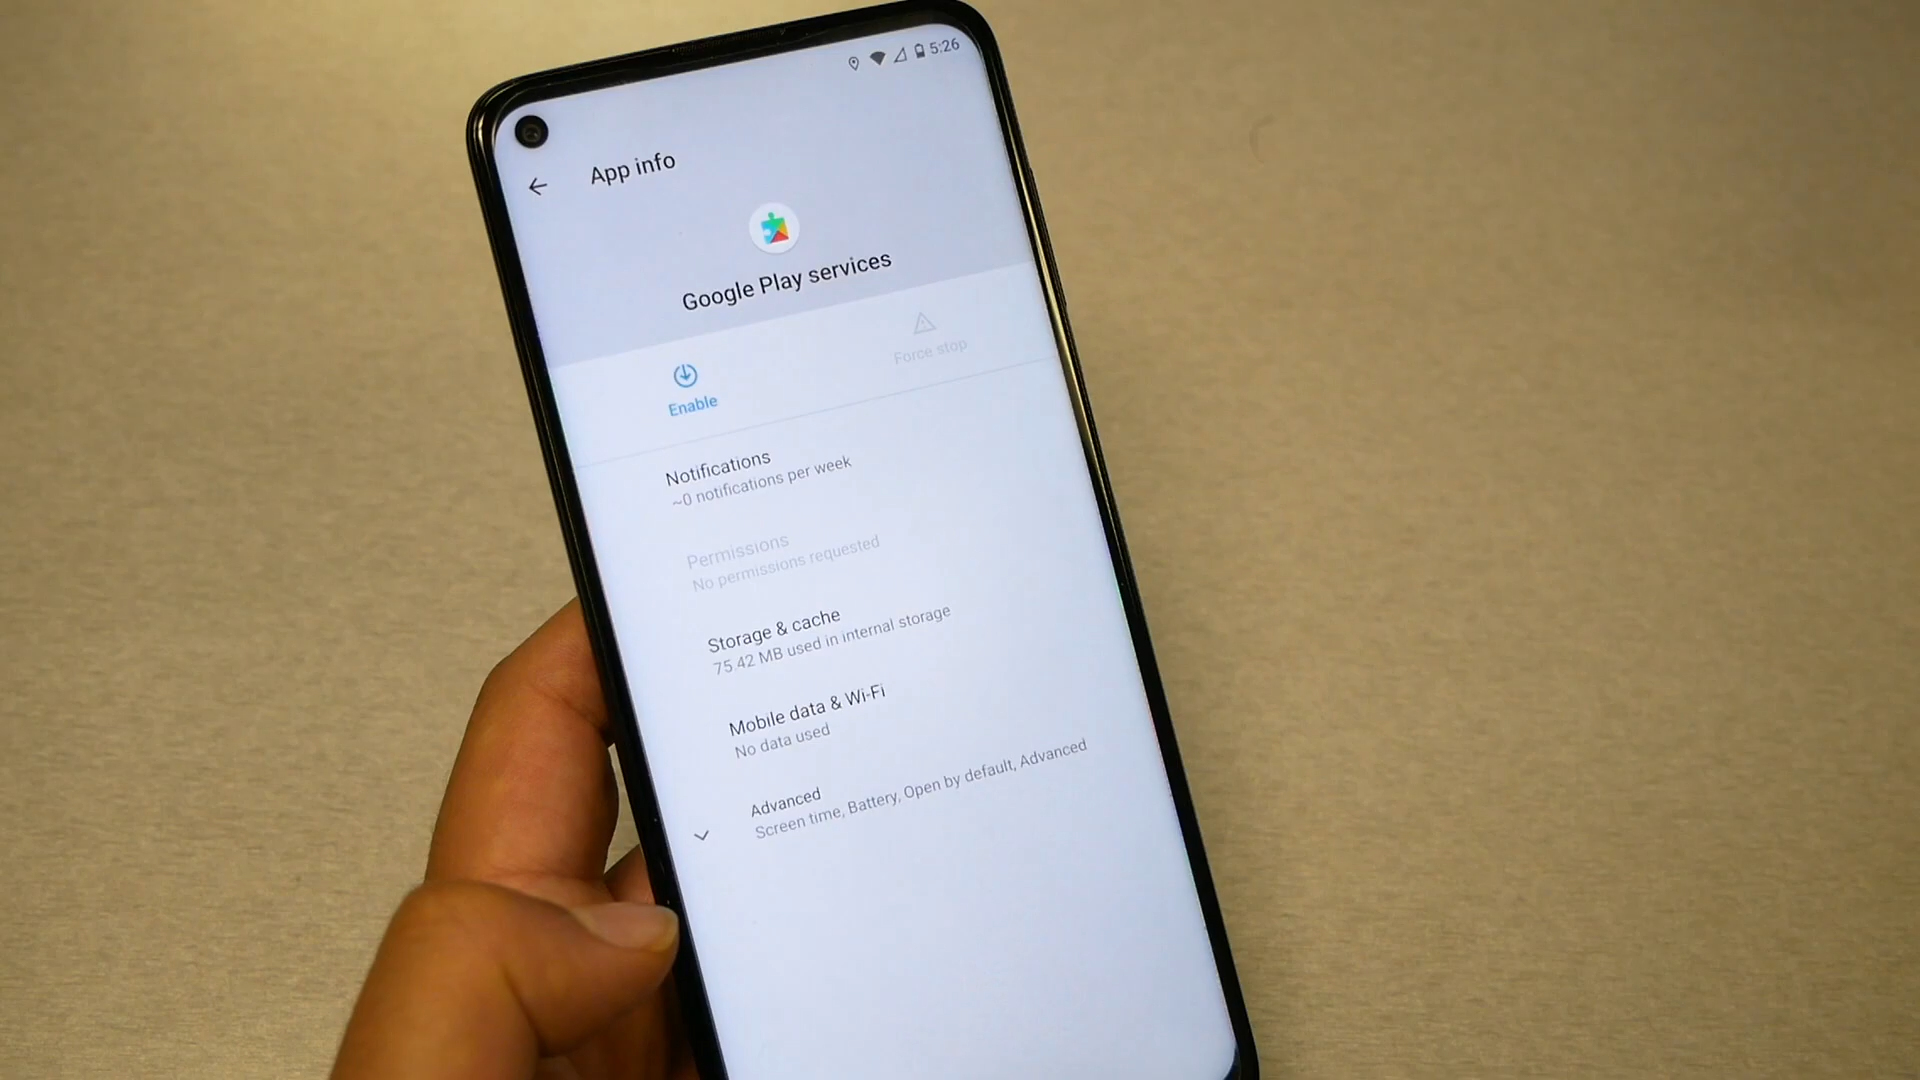 5:26
App info
Google Play services
Enable
Force stop
Notifications
~0 notifications per week
Permissions
No permissions requested
Storage & cache
75.42 MB used in internal storage
Mobile data & Wi-Fi
No data used
Advanced
Screen time, Battery, Open by default, Advanced